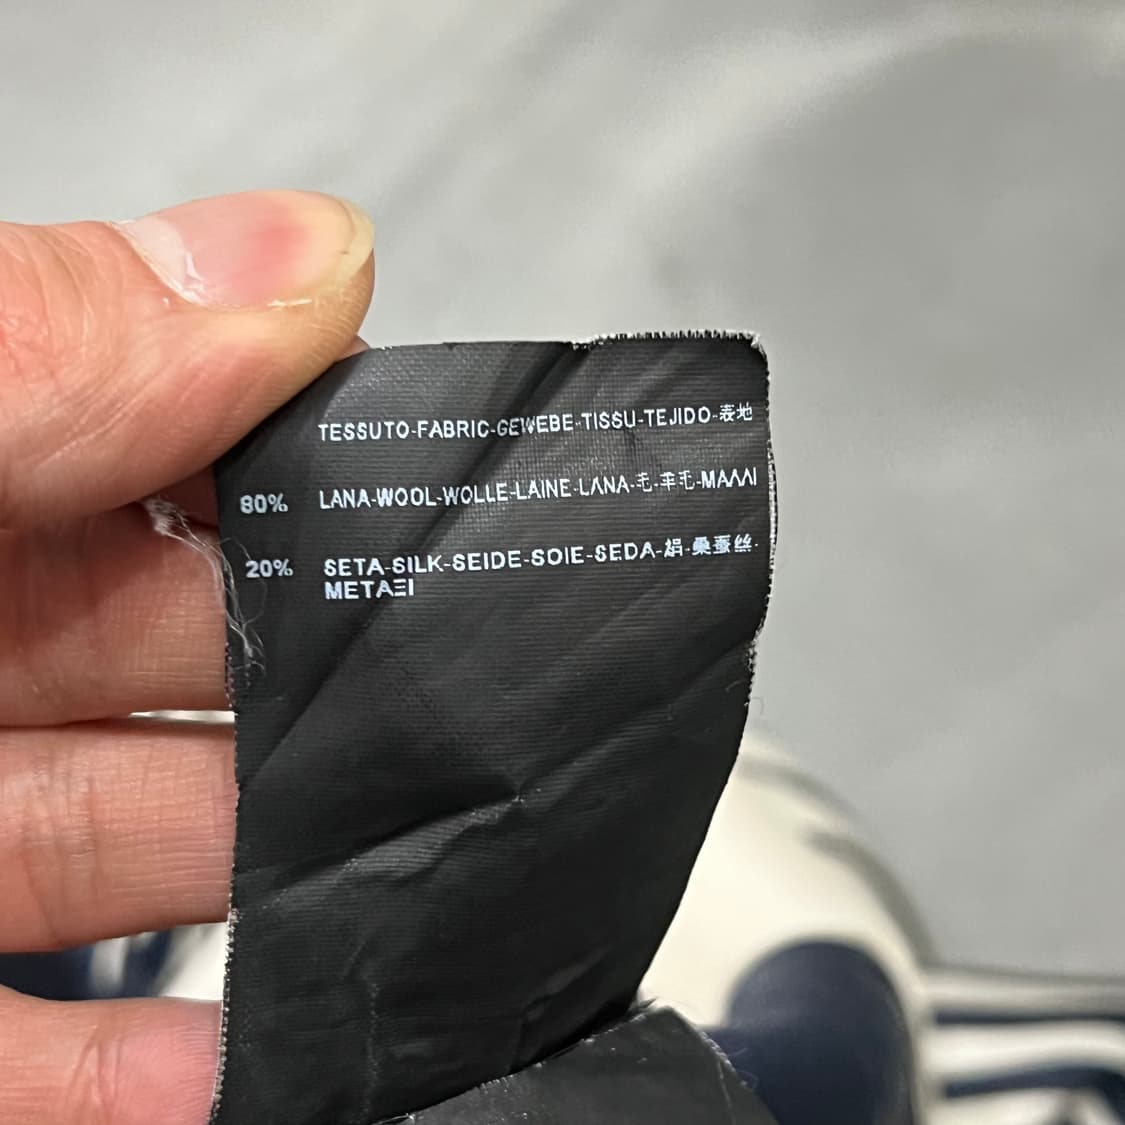 TESSUTO-FABRIC-GEWEBE-TISSU-TEJIDO-表地
80% LANA-WOOL-WOLLE-LAINE-LANA-毛-羊毛-ΜΑΛΛΙ
20% SETA-SILK-SEIDE-SOIE-SEDA-絹-桑蚕丝-
ΜΕΤΑΞΙ